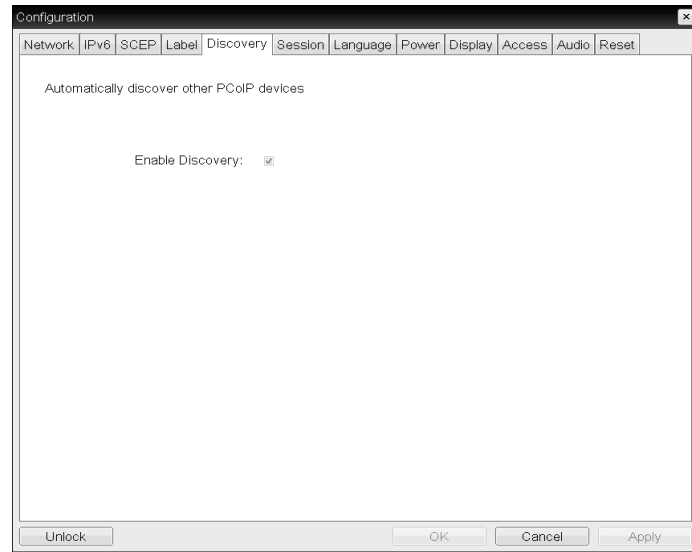 Configuration
Network IPv6 SCEP Label Discovery Session Language Power Display Access Audio Reset
Automatically discover other PCoIP devices
Enable Discovery:
Unlock OK Cancel Apply